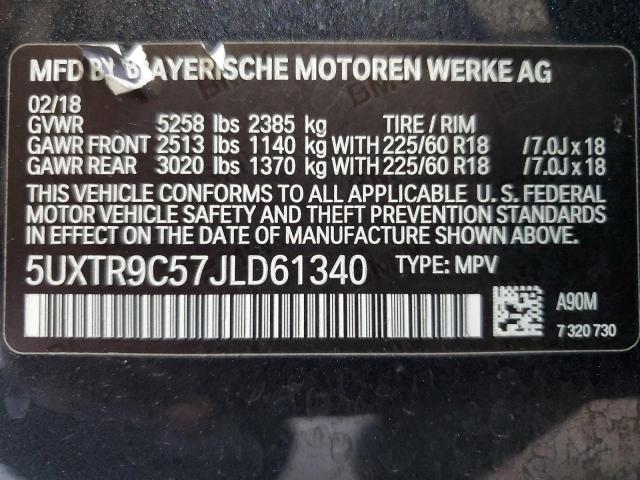 MFD BY BAYERISCHE MOTOREN WERKE AG
02/18
GVWR 5258 lbs 2385 kg TIRE / RIM
GAWR FRONT 2513 lbs 1140 kg WITH 225/60 R18 /7.0J x 18
GAWR REAR 3020 lbs 1370 kg WITH 225/60 R18 /7.0J x 18
THIS VEHICLE CONFORMS TO ALL APPLICABLE U. S. FEDERAL
MOTOR VEHICLE SAFETY AND THEFT PREVENTION STANDARDS
IN EFFECT ON THE DATE OF MANUFACTURE SHOWN ABOVE.
5UXTR9C57JLD61340 TYPE: MPV
A90M
7 320 730